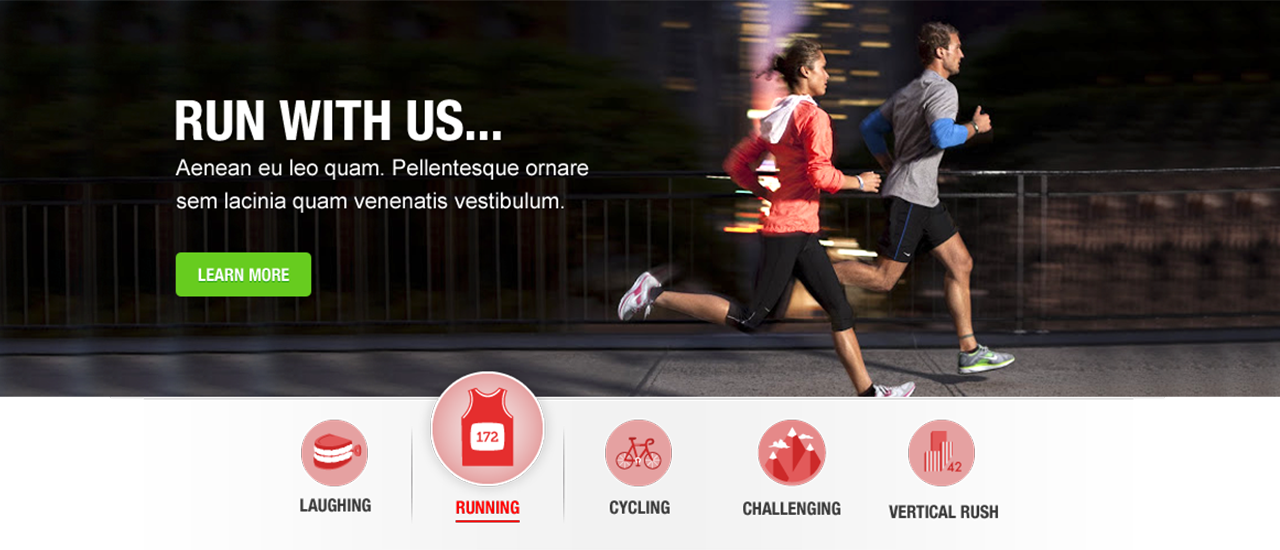 RUN WITH US...
Aenean eu leo quam. Pellentesque ornare
sem lacinia quam venenatis vestibulum.
LEARN MORE
172
42
LAUGHING
RUNNING
CYCLING
CHALLENGING
VERTICAL RUSH